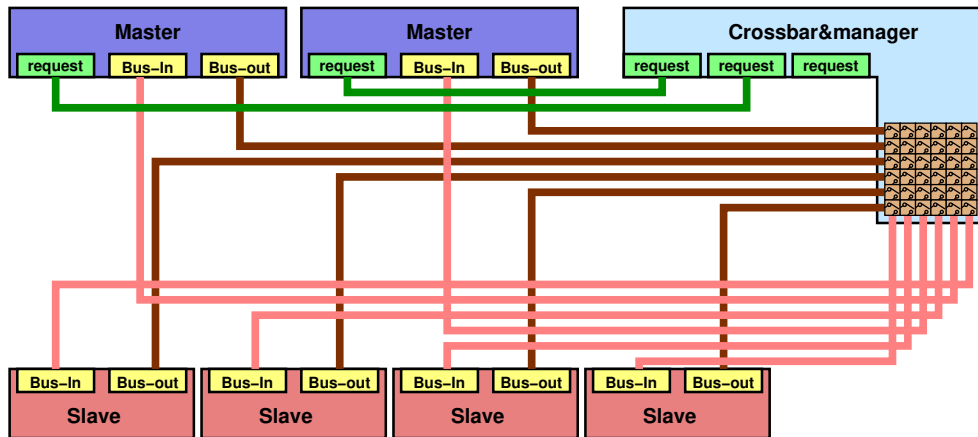 Master
request Bus-In Bus-out
Master
request Bus-In Bus-out
Crossbar&manager
request request request
Bus-In Bus-out
Slave
Bus-In Bus-out
Slave
Bus-In Bus-out
Slave
Bus-In Bus-out
Slave